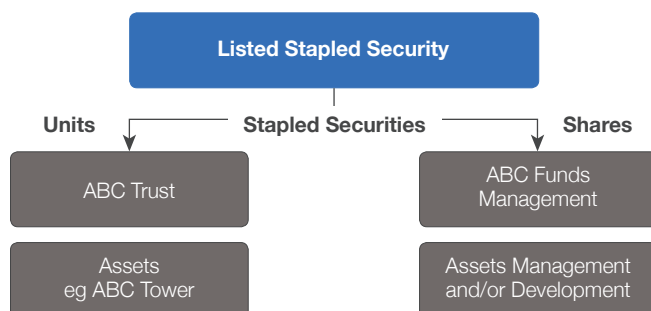 Listed Stapled Security
Units
Stapled Securities
Shares
ABC Trust
ABC Funds
Management
Assets
eg ABC Tower
Assets Management
and/or Development